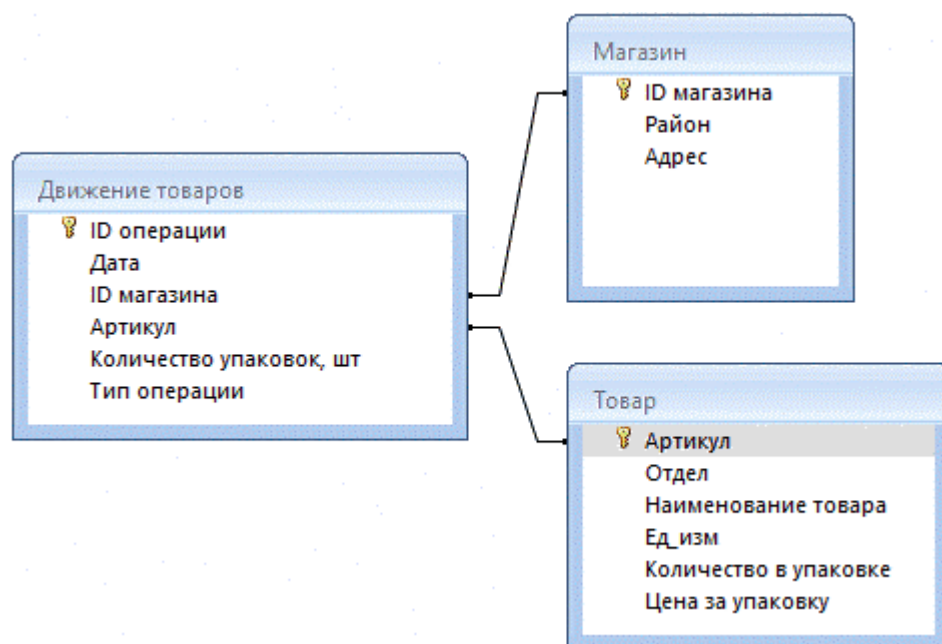 Движение товаров
ID операции
Дата
ID магазина
Артикул
Количество упаковок, шт
Тип операции
Магазин
ID магазина
Район
Адрес
Товар
Артикул
Отдел
Наименование товара
Ед_изм
Количество в упаковке
Цена за упаковку